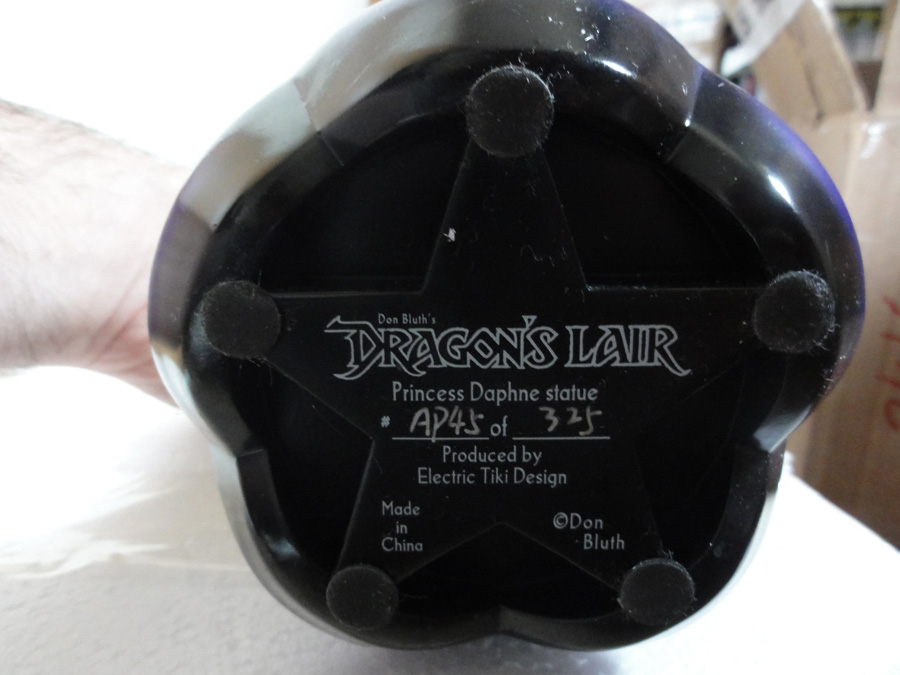 Don Bluth's
DRAGON'S LAIR
Princess Daphne statue
# AP45 of 325
Produced by
Electric Tiki Design
Made
in
China
©Don
Bluth